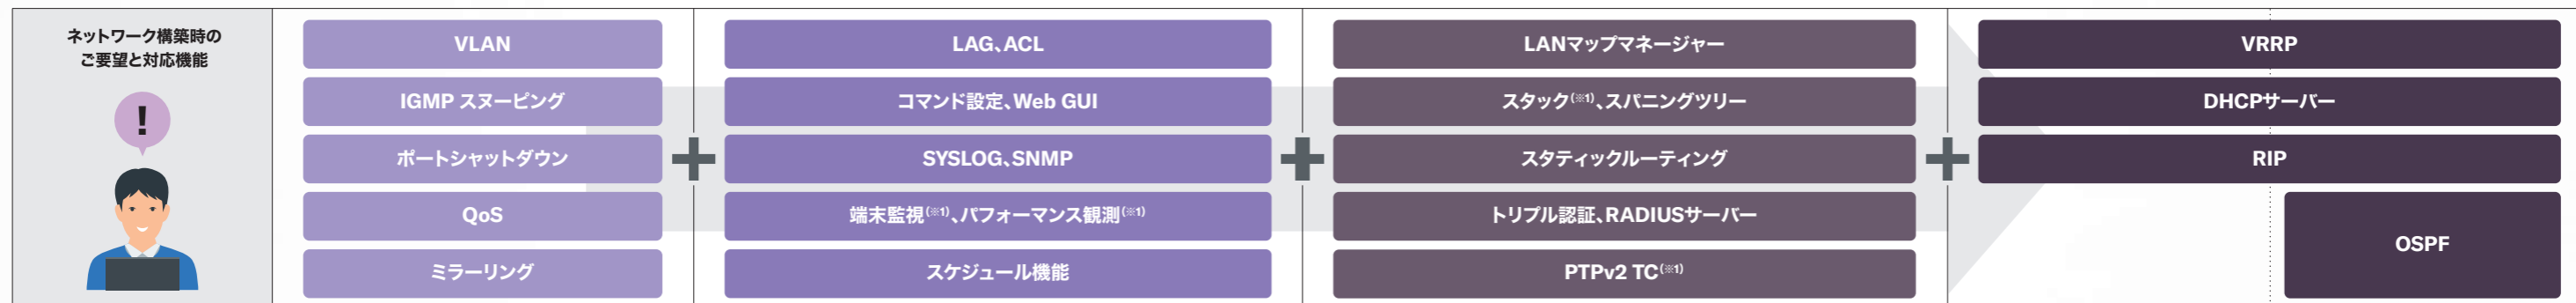 ネットワーク構築時の
ご要望と対応機能
!
VLAN
IGMP スヌーピング
ポートシャットダウン
QoS
ミラーリング
LAG、ACL
コマンド設定、Web GUI
SYSLOG、SNMP
端末監視(※1)、パフォーマンス観測(※1)
スケジュール機能
LANマップマネージャー
スタック(※1)、スパニングツリー
スタティックルーティング
トリプル認証、RADIUSサーバー
PTPv2 TC(※1)
VRRP
DHCPサーバー
RIP
OSPF